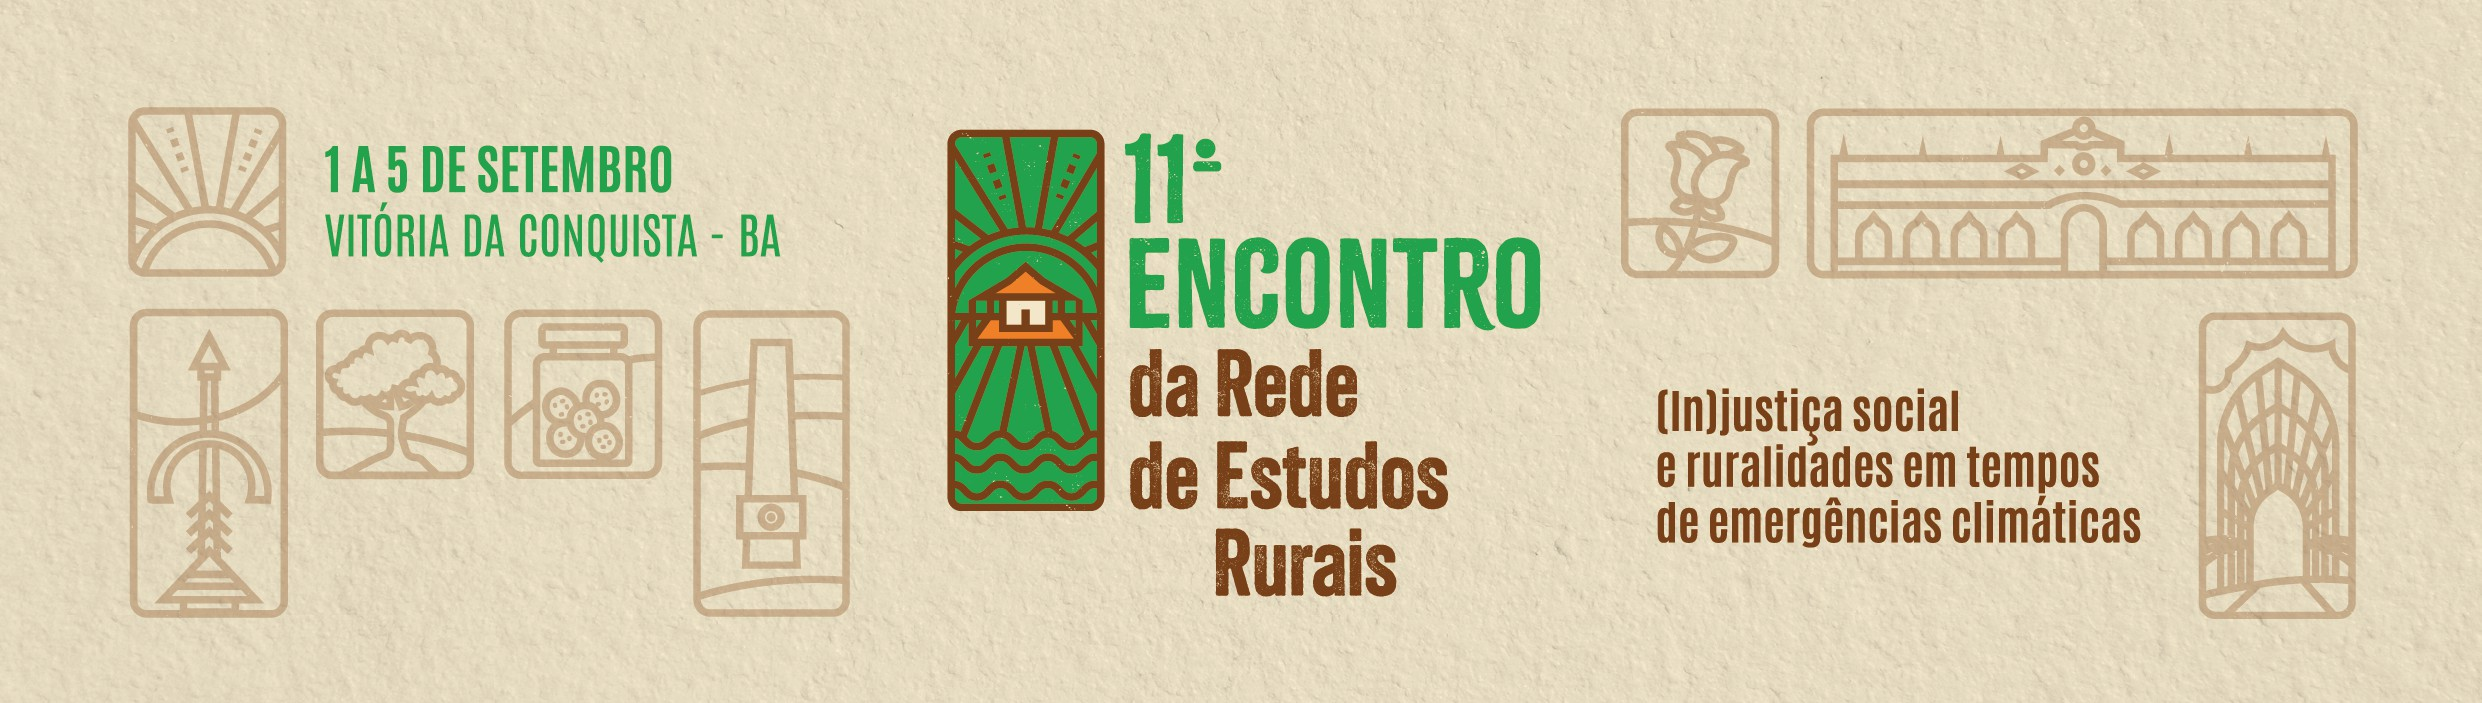 1 A 5 DE SETEMBRO
VITÓRIA DA CONQUISTA - BA
11º
ENCONTRO
da Rede
de Estudos
Rurais
(In)justiça social
e ruralidades em tempos
de emergências climáticas